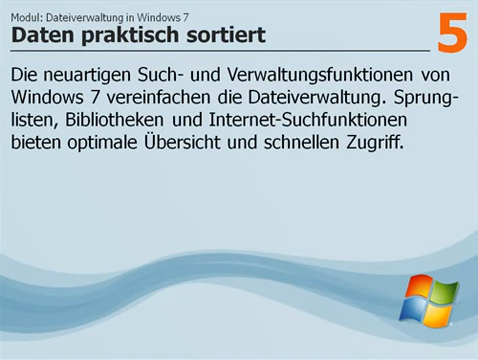 Modul: Dateiverwaltung in Windows 7
Daten praktisch sortiert
5
Die neuartigen Such- und Verwaltungsfunktionen von
Windows 7 vereinfachen die Dateiverwaltung. Sprung-
listen, Bibliotheken und Internet-Suchfunktionen
bieten optimale Übersicht und schnellen Zugriff.